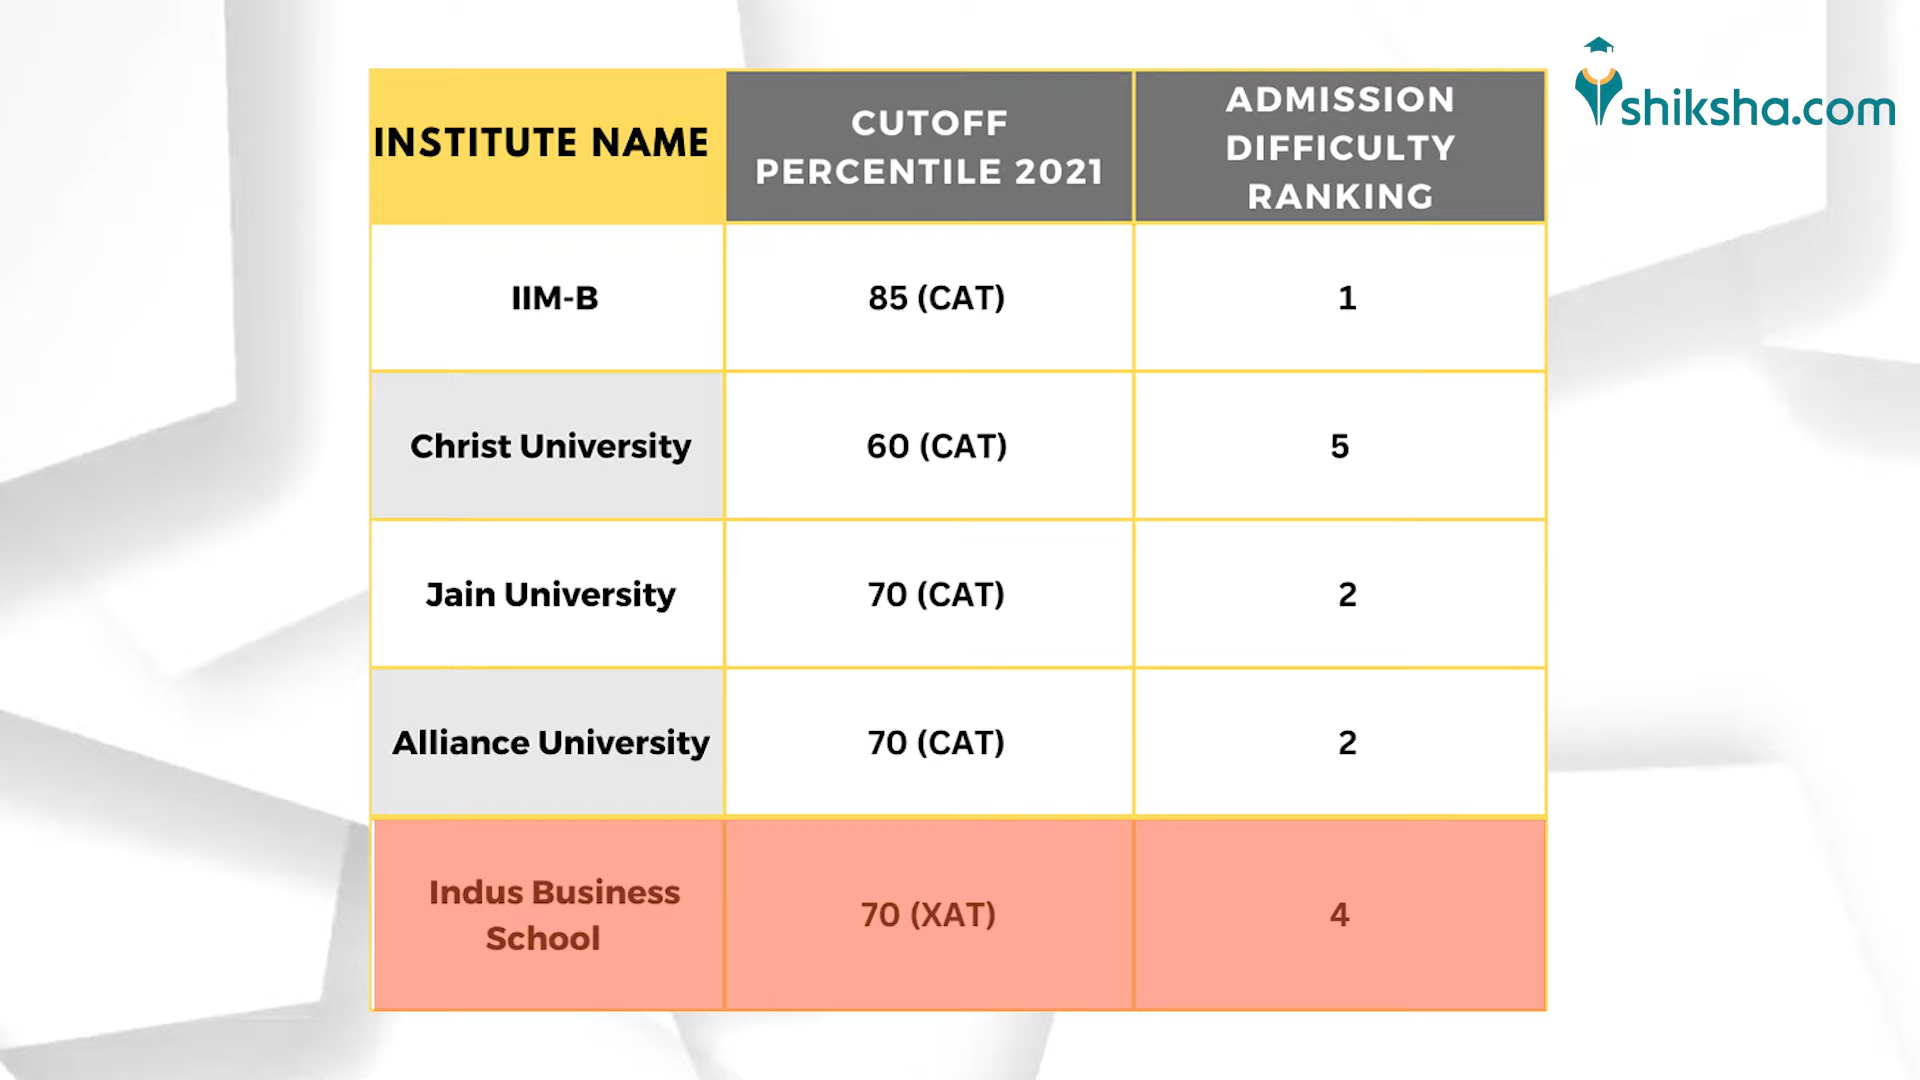 shiksha.com
INSTITUTE NAME
CUTOFF
PERCENTILE 2021
ADMISSION
DIFFICULTY
RANKING
IIM-B
85 (CAT)
1
Christ University
60 (CAT)
5
Jain University
70 (CAT)
2
Alliance University
70 (CAT)
2
Indus Business
School
70 (XAT)
4